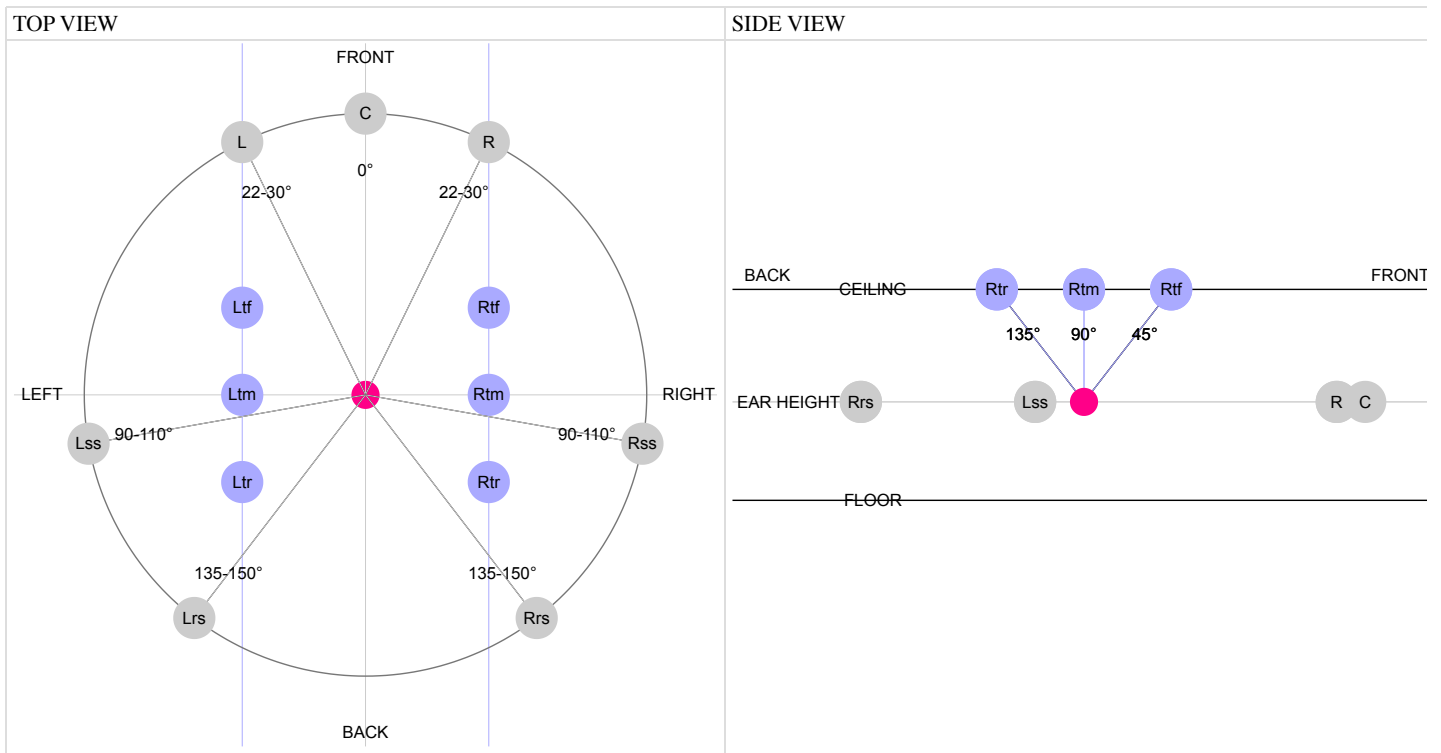 TOP VIEW
FRONT
C
L
R
0°
22-30°
22-30°
Ltf
Rtf
LEFT
Ltm
Rtm
RIGHT
Lss
90-110°
90-110°
Rss
Ltr
Rtr
135-150°
135-150°
Lrs
Rrs
BACK
SIDE VIEW
BACK
FRONT
CEILING
Rtr
Rtm
Rtf
135°
90°
45°
EAR HEIGHT
Rrs
Lss
R
C
FLOOR